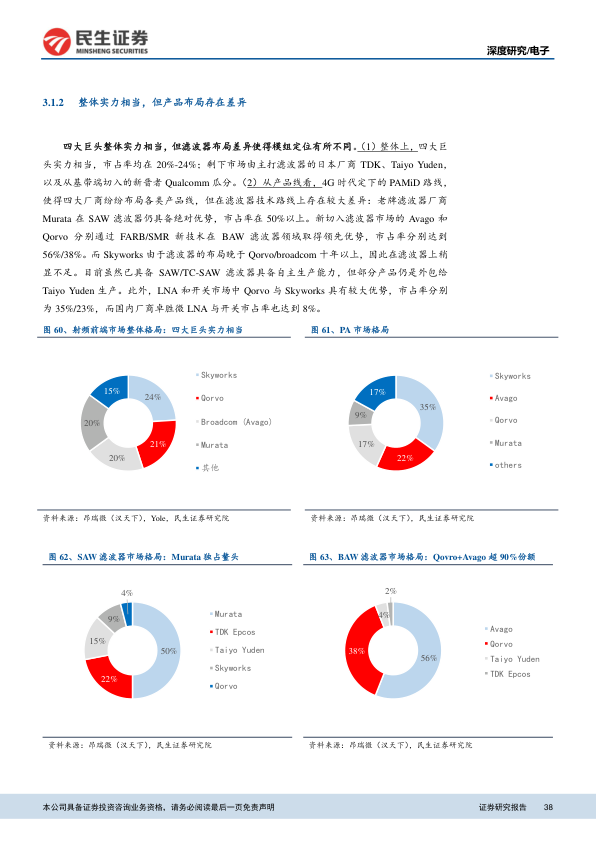 民生证券
MINSHENG SECURITIES
深度研究/电子
3.1.2 整体实力相当，但产品布局存在差异
四大巨头整体实力相当，但滤波器布局差异使得模组定位有所不同。（1）整体上，四大巨
头实力相当，市占率均在 20%-24%；剩下市场由主打滤波器的日本厂商 TDK、Taiyo Yuden，
以及从基带端切入的新晋者 Qualcomm 瓜分。（2）从产品线看，4G 时代定下的 PAMiD 路线，
使得四大厂商纷纷布局各类产品线，但在滤波器技术路线上存在较大差异：老牌滤波器厂商
Murata 在 SAW 滤波器仍具备绝对优势，市占率在 50%以上。新切入滤波器市场的 Avago 和
Qorvo 分别通过 FARB/SMR 新技术在 BAW 滤波器领域取得领先优势，市占率分别达到
56%/38%。而 Skyworks 由于滤波器的布局晚于 Qorvo/broadcom 十年以上，因此在滤波器上稍
显不足。目前虽然已具备 SAW/TC-SAW 滤波器具备自主生产能力，但部分产品仍是外包给
Taiyo Yuden 生产。此外，LNA 和开关市场中 Qorvo 与 Skyworks 具有较大优势，市占率分别
为 35%/23%，而国内厂商卓胜微 LNA 与开关市占率也达到 8%。
图 60、射频前端市场整体格局：四大巨头实力相当
24%
21%
20%
20%
15%
Skyworks
Qorvo
Broadcom (Avago)
Murata
其他
资料来源：昂瑞微（汉天下），Yole，民生证券研究院
图 61、PA 市场格局
35%
22%
17%
9%
17%
Skyworks
Avago
Qorvo
Murata
others
资料来源：昂瑞微（汉天下），民生证券研究院
图 62、SAW 滤波器市场格局：Murata 独占鳌头
50%
22%
15%
9%
4%
Murata
TDK Epcos
Taiyo Yuden
Skyworks
Qorvo
资料来源：昂瑞微（汉天下），民生证券研究院
图 63、BAW 滤波器市场格局：Qovro+Avago 超 90%份额
56%
38%
4%
2%
Avago
Qorvo
Taiyo Yuden
TDK Epcos
资料来源：昂瑞微（汉天下），民生证券研究院
本公司具备证券投资咨询业务资格，请务必阅读最后一页免责声明
证券研究报告 38